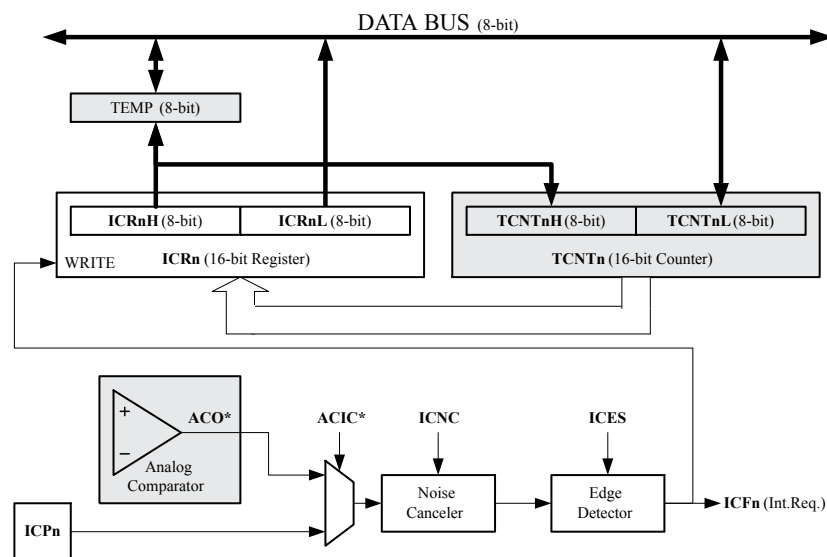 DATA BUS (8-bit)
TEMP (8-bit)
ICRnH (8-bit) ICRnL (8-bit) TCNTnH (8-bit) TCNTnL (8-bit)
WRITE ICRn (16-bit Register) TCNTn (16-bit Counter)
+
−
ACO* ACIC* ICNC ICES
Analog
Comparator
Noise
Canceler
Edge
Detector
ICFn (Int.Req.)
ICPn